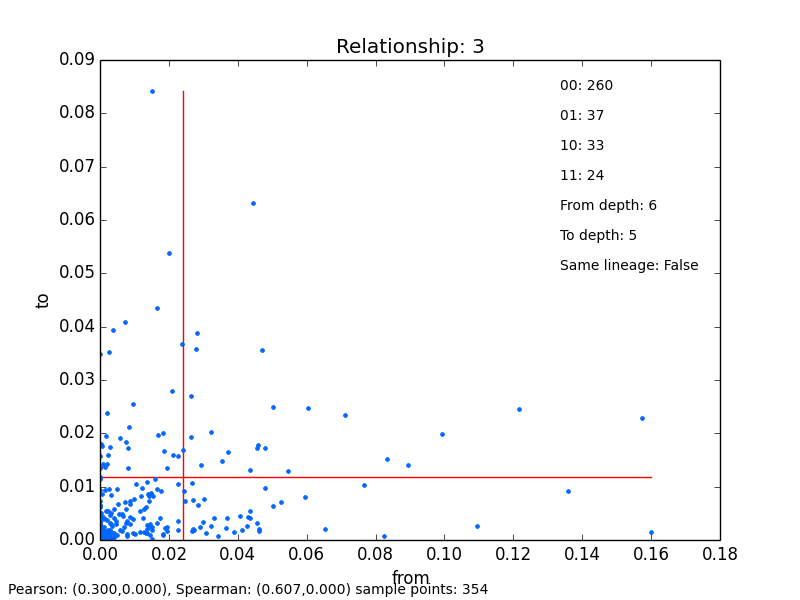 Relationship: 3
0.09
0.08
0.07
0.06
0.05
0.04
0.03
0.02
0.01
0.00
to
00: 260
01: 37
10: 33
11: 24
From depth: 6
To depth: 5
Same lineage: False
0.00 0.02 0.04 0.06 0.08 0.10 0.12 0.14 0.16 0.18
from
Pearson: (0.300,0.000), Spearman: (0.607,0.000) sample points: 354